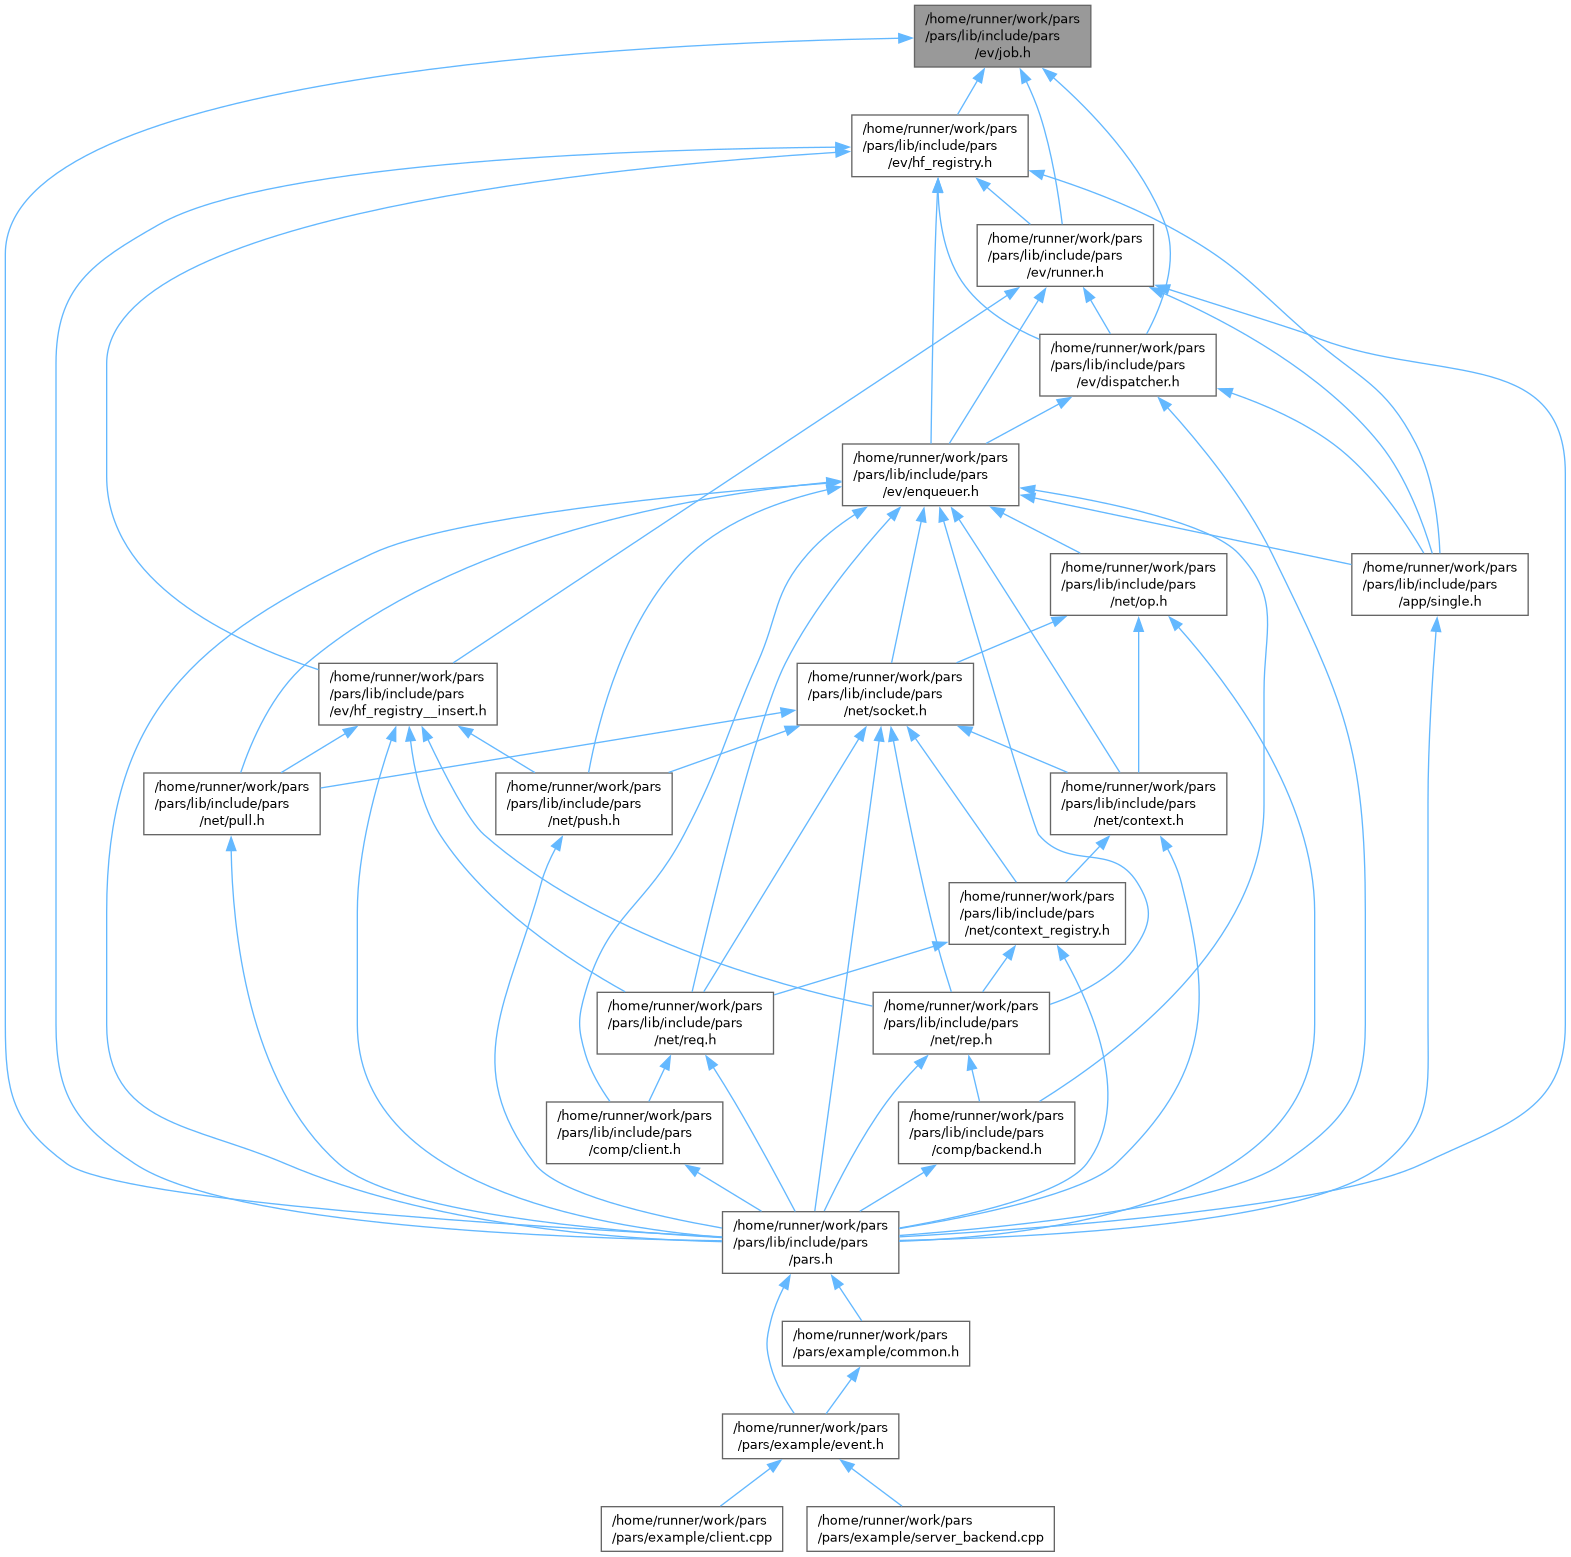 /home/runner/work/pars
/pars/lib/include/pars
/ev/job.h
/home/runner/work/pars
/pars/lib/include/pars
/ev/hf_registry.h
/home/runner/work/pars
/pars/lib/include/pars
/ev/runner.h
/home/runner/work/pars
/pars/lib/include/pars
/ev/dispatcher.h
/home/runner/work/pars
/pars/lib/include/pars
/ev/enqueuer.h
/home/runner/work/pars
/pars/lib/include/pars
/net/op.h
/home/runner/work/pars
/pars/lib/include/pars
/app/single.h
/home/runner/work/pars
/pars/lib/include/pars
/ev/hf_registry__insert.h
/home/runner/work/pars
/pars/lib/include/pars
/net/socket.h
/home/runner/work/pars
/pars/lib/include/pars
/net/pull.h
/home/runner/work/pars
/pars/lib/include/pars
/net/push.h
/home/runner/work/pars
/pars/lib/include/pars
/net/context.h
/home/runner/work/pars
/pars/lib/include/pars
/net/context_registry.h
/home/runner/work/pars
/pars/lib/include/pars
/net/req.h
/home/runner/work/pars
/pars/lib/include/pars
/net/rep.h
/home/runner/work/pars
/pars/lib/include/pars
/comp/client.h
/home/runner/work/pars
/pars/lib/include/pars
/comp/backend.h
/home/runner/work/pars
/pars/lib/include/pars
/pars.h
/home/runner/work/pars
/pars/example/common.h
/home/runner/work/pars
/pars/example/event.h
/home/runner/work/pars
/pars/example/client.cpp
/home/runner/work/pars
/pars/example/server_backend.cpp